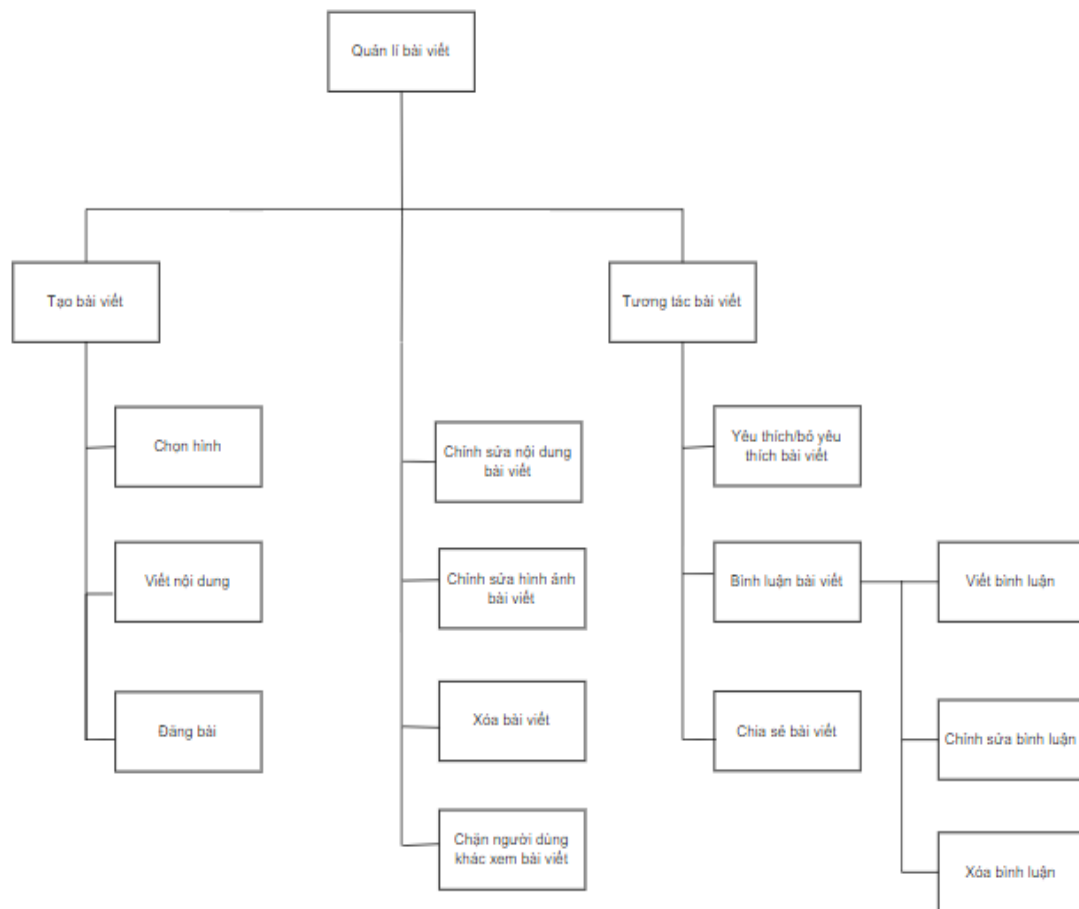 Quản lí bài viết
Tạo bài viết
Tương tác bài viết
Chọn hình
Viết nội dung
Đăng bài
Chỉnh sửa nội dung
bài viết
Chỉnh sửa hình ảnh
bài viết
Xóa bài viết
Chặn người dùng
khác xem bài viết
Yêu thích/bỏ yêu
thích bài viết
Bình luận bài viết
Chia sẻ bài viết
Viết bình luận
Chỉnh sửa bình luận
Xóa bình luận